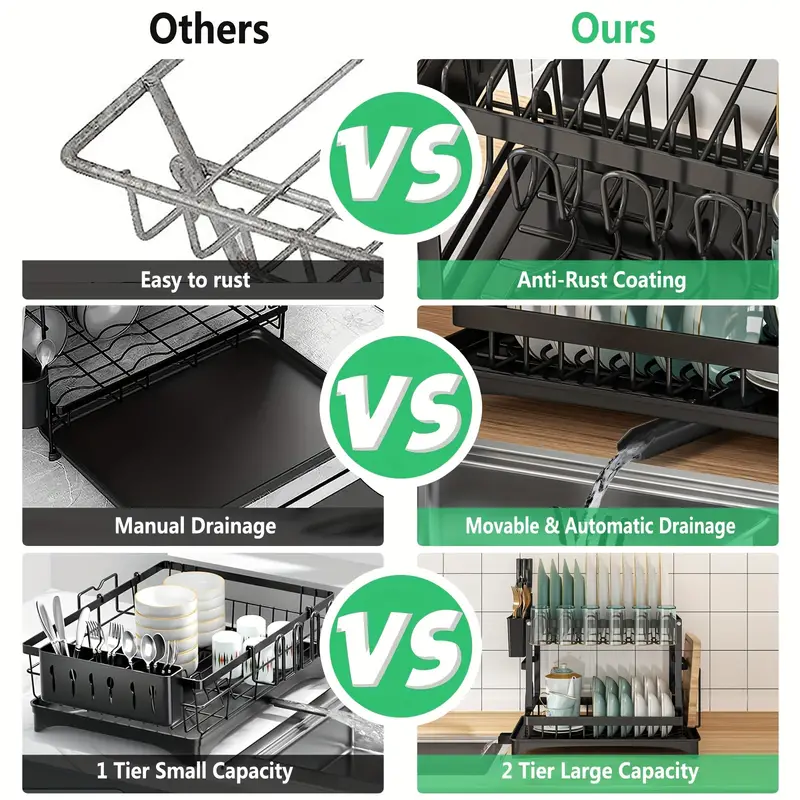 Others
Ours
VS
Easy to rust
Anti-Rust Coating
VS
Manual Drainage
Movable & Automatic Drainage
VS
1 Tier Small Capacity
2 Tier Large Capacity